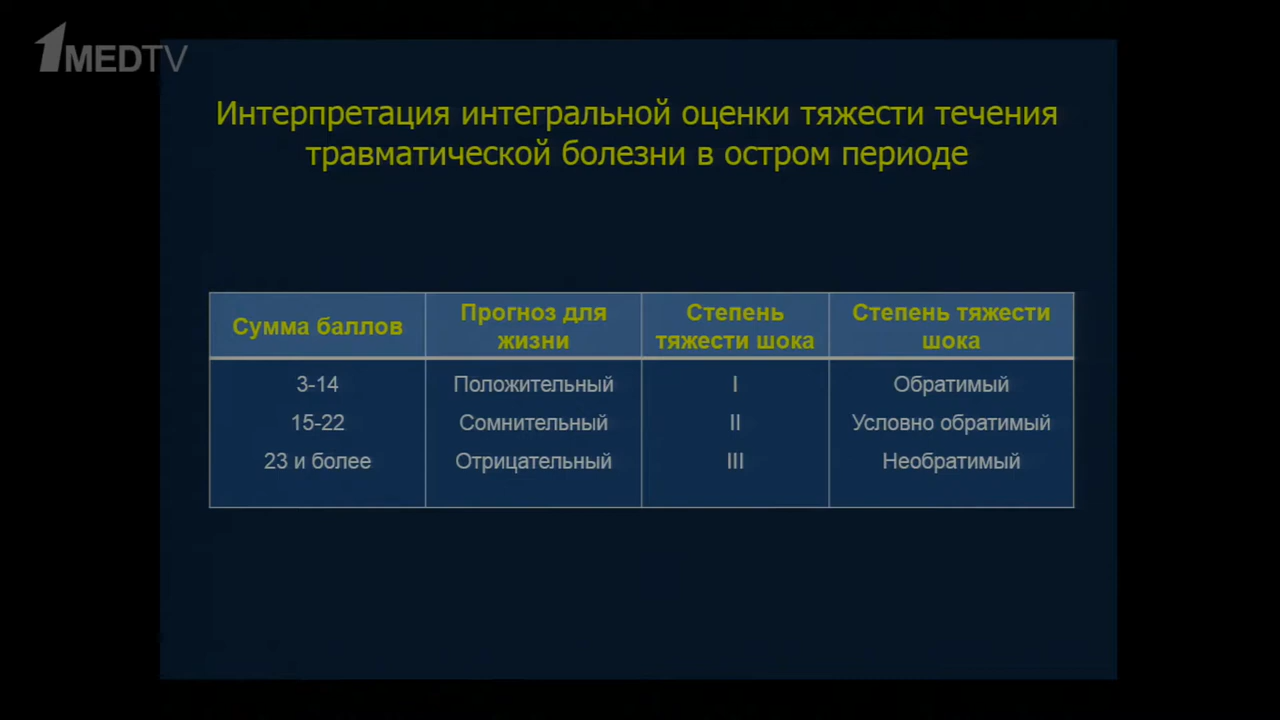 1MEDTV
Интерпретация интегральной оценки тяжести течения
травматической болезни в остром периоде
Сумма баллов
Прогноз для
жизни
Степень
тяжести шока
Степень тяжести
шока
3-14
Положительный
I
Обратимый
15-22
Сомнительный
II
Условно обратимый
23 и более
Отрицательный
III
Необратимый